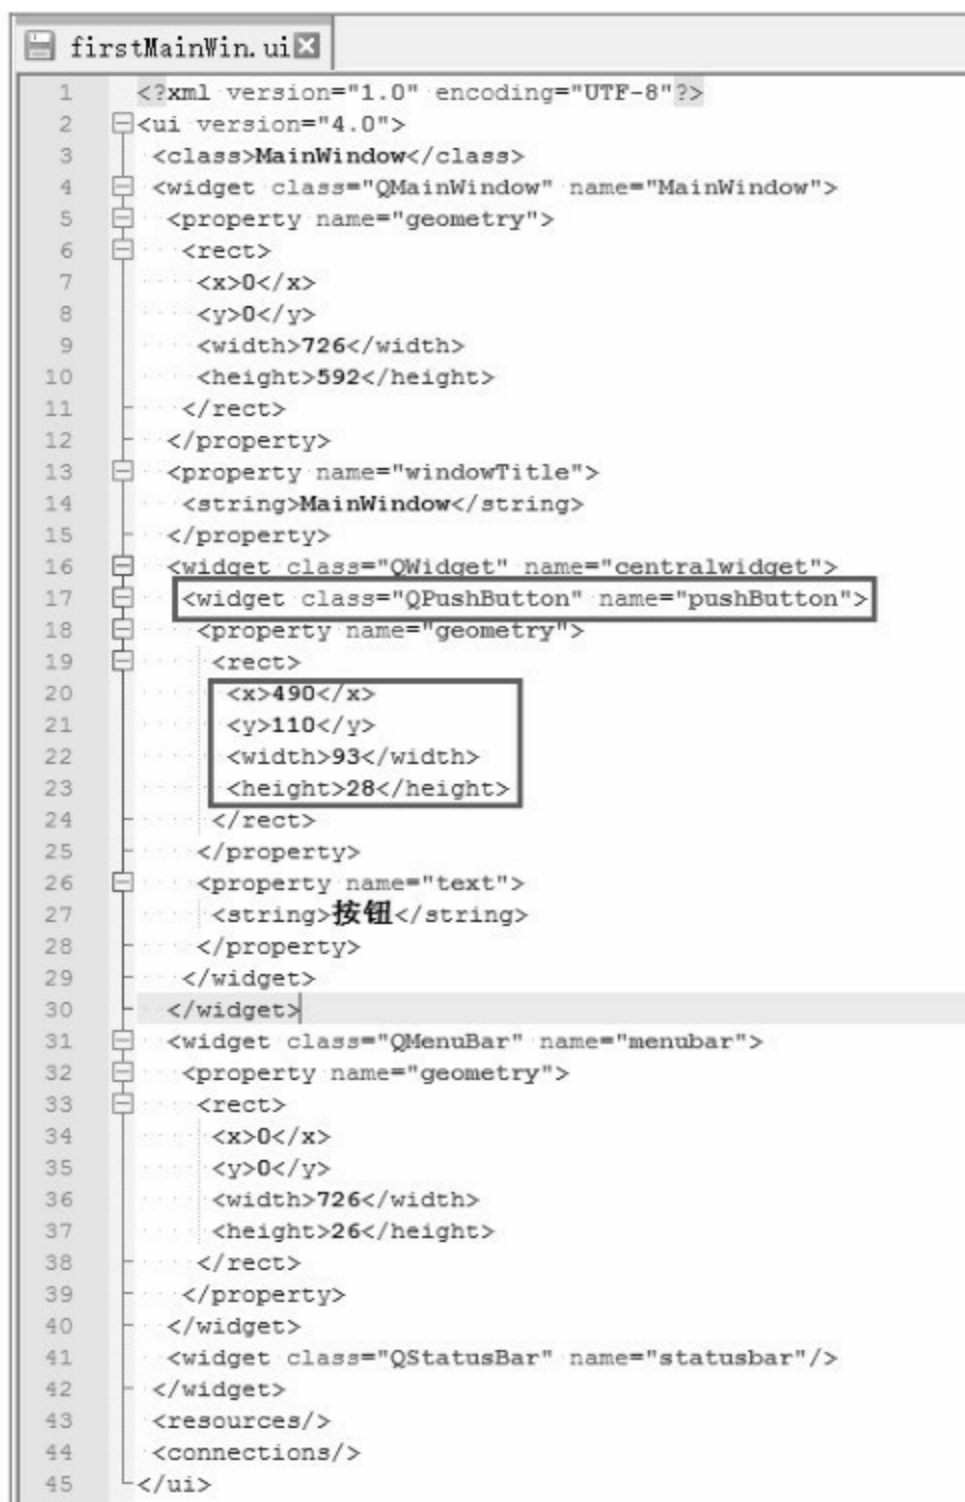 firstMainWin.ui
1 <?xml version="1.0" encoding="UTF-8"?>
2 <ui version="4.0">
3 <class>MainWindow</class>
4 <widget class="QMainWindow" name="MainWindow">
5 <property name="geometry">
6 <rect>
7 <x>0</x>
8 <y>0</y>
9 <width>726</width>
10 <height>592</height>
11 </rect>
12 </property>
13 <property name="windowTitle">
14 <string>MainWindow</string>
15 </property>
16 <widget class="QWidget" name="centralwidget">
17 <widget class="QPushButton" name="pushButton">
18 <property name="geometry">
19 <rect>
20 <x>490</x>
21 <y>110</y>
22 <width>93</width>
23 <height>28</height>
24 </rect>
25 </property>
26 <property name="text">
27 <string>按钮</string>
28 </property>
29 </widget>
30 </widget>
31 <widget class="QMenuBar" name="menubar">
32 <property name="geometry">
33 <rect>
34 <x>0</x>
35 <y>0</y>
36 <width>726</width>
37 <height>26</height>
38 </rect>
39 </property>
40 </widget>
41 <widget class="QStatusBar" name="statusbar"/>
42 </widget>
43 <resources/>
44 <connections/>
45 </ui>